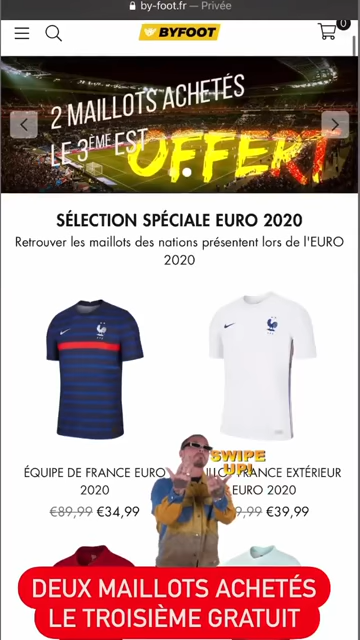 by-foot.fr — Privée
0
BYFOOT
2 MAILLOTS ACHETÉS
LE 3ÈME EST
OFFERT
SÉLECTION SPÉCIALE EURO 2020
Retrouver les maillots des nations présentent lors de l'EURO
2020
ÉQUIPE DE FRANCE EURO
2020
€89,99 €34,99
SWIPE
UP!
FRANCE EXTÉRIEUR
EURO 2020
€39,99
DEUX MAILLOTS ACHETÉS
LE TROISIÈME GRATUIT